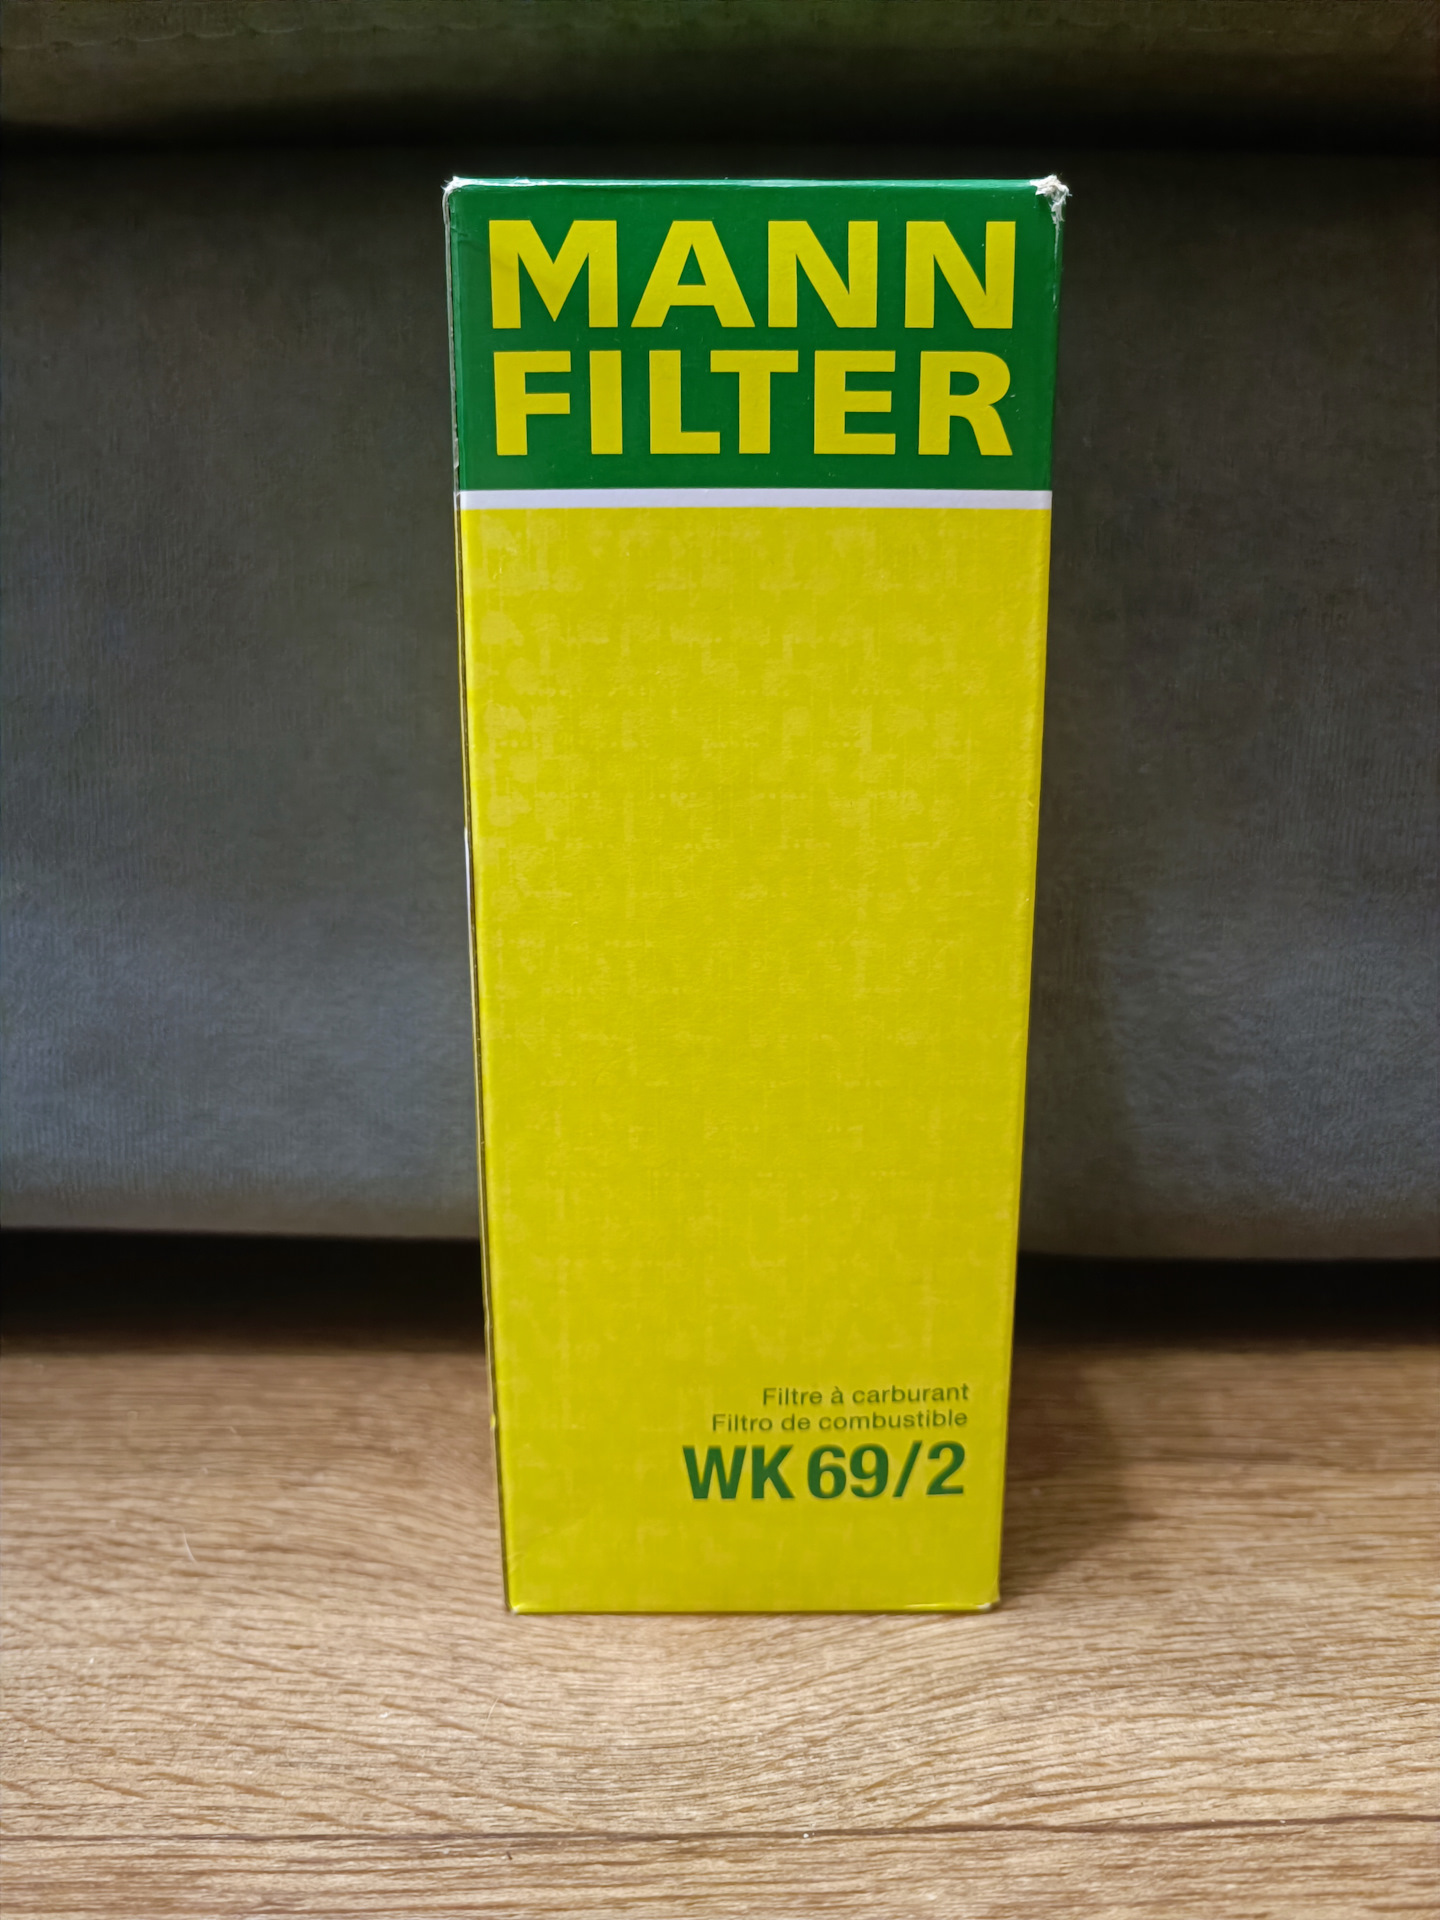 MANN
FILTER
Filtre à carburant
Filtro de combustible
WK 69/2